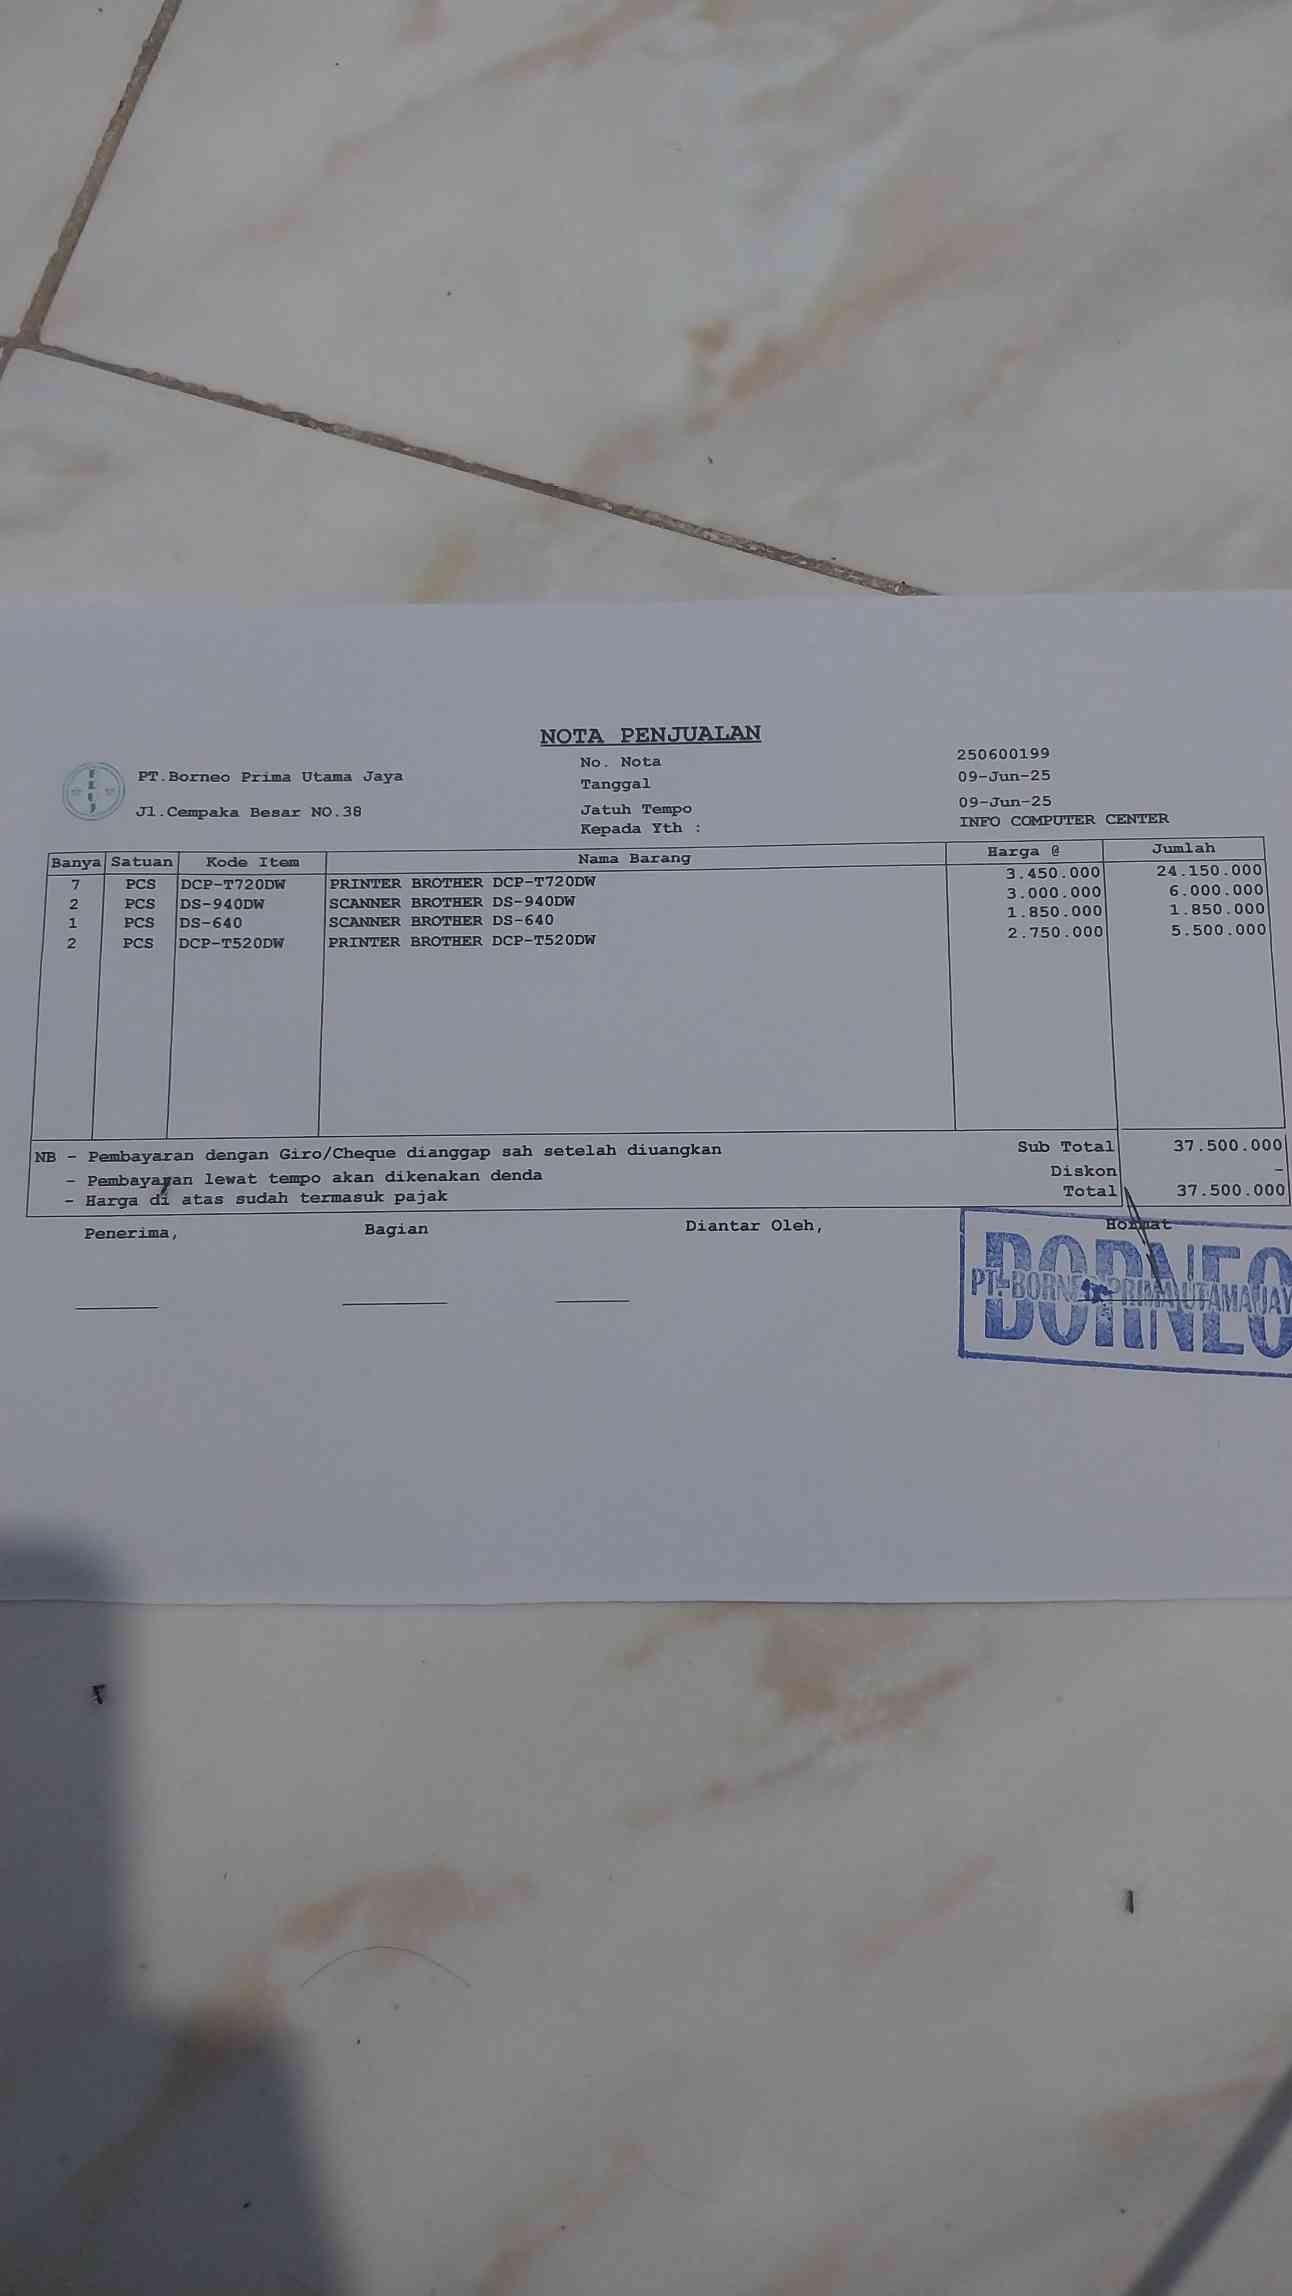 NOTA PENJUALAN
PT.Borneo Prima Utama Jaya
Jl.Cempaka Besar NO.38
No. Nota 250600199
Tanggal 09-Jun-25
Jatuh Tempo 09-Jun-25
Kepada Yth : INFO COMPUTER CENTER
Banya Satuan Kode Item Nama Barang Harga @ Jumlah
7 PCS DCP-T720DW PRINTER BROTHER DCP-T720DW 3.450.000 24.150.000
2 PCS DS-940DW SCANNER BROTHER DS-940DW 3.000.000 6.000.000
1 PCS DS-640 SCANNER BROTHER DS-640 1.850.000 1.850.000
2 PCS DCP-T520DW PRINTER BROTHER DCP-T520DW 2.750.000 5.500.000
NB - Pembayaran dengan Giro/Cheque dianggap sah setelah diuangkan Sub Total 37.500.000
- Pembayaran lewat tempo akan dikenakan denda Diskon -
- Harga di atas sudah termasuk pajak Total 37.500.000
Penerima, Bagian Diantar Oleh, Hormat
BORNEO
PT. BORNEO PRIMA UTAMA JAY